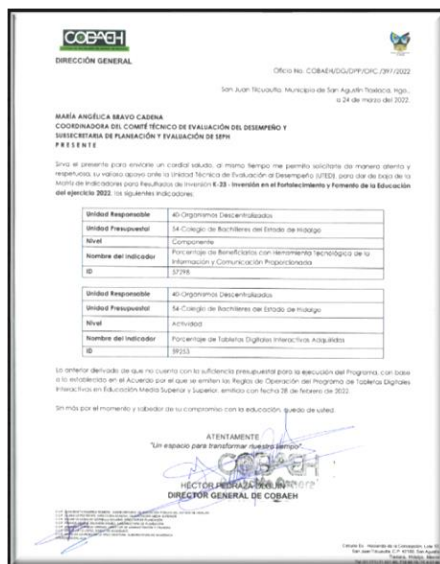 COBAEH
DIRECCIÓN GENERAL
Oficio No. COBAEH/DG/DPP/OPC./397/2022
San Juan Tilcuautla, Municipio de San Agustín Tlaxiaca, Hgo.,
a 24 de marzo del 2022.
MARÍA ANGÉLICA BRAVO CADENA
COORDINADORA DEL COMITÉ TÉCNICO DE EVALUACIÓN DEL DESEMPEÑO Y
SUBSECRETARIA DE PLANEACIÓN Y EVALUACIÓN DE SEPH
P R E S E N T E
Sirva el presente para enviarle un cordial saludo, al mismo tiempo me permito solicitarle de manera atenta y
respetuosa, su valioso apoyo ante la Unidad Técnica de Evaluación al Desempeño (UTED), para dar de baja de la
Matriz de Indicadores para Resultados de Inversión K-23 - Inversión en el Fortalecimiento y Fomento de la Educación
del ejercicio 2022, los siguientes indicadores:
Unidad Responsable 40-Organismos Descentralizados
Unidad Presupuestal 54-Colegio de Bachilleres del Estado de Hidalgo
Nivel Componente
Nombre del Indicador Porcentaje de Beneficiarios con Herramienta Tecnológica de la
Información y Comunicación Proporcionada
ID 57298
Unidad Responsable 40-Organismos Descentralizados
Unidad Presupuestal 54-Colegio de Bachilleres del Estado de Hidalgo
Nivel Actividad
Nombre del Indicador Porcentaje de Tabletas Digitales Interactivas Adquiridas
ID 59253
Lo anterior derivado de que no cuenta con la suficiencia presupuestal para la ejecución del Programa, con base
a lo establecido en el Acuerdo por el que se emiten las Reglas de Operación del Programa de Tabletas Digitales
Interactivas en Educación Media Superior y Superior, emitido con fecha 28 de febrero de 2022.
Sin más por el momento y sabedor de su compromiso con la educación, quedo de usted.
ATENTAMENTE
"Un espacio para transformar nuestro tiempo".
COBAEH
HÉCTOR PEDRAZA OLGUÍN
DIRECTOR GENERAL DE COBAEH